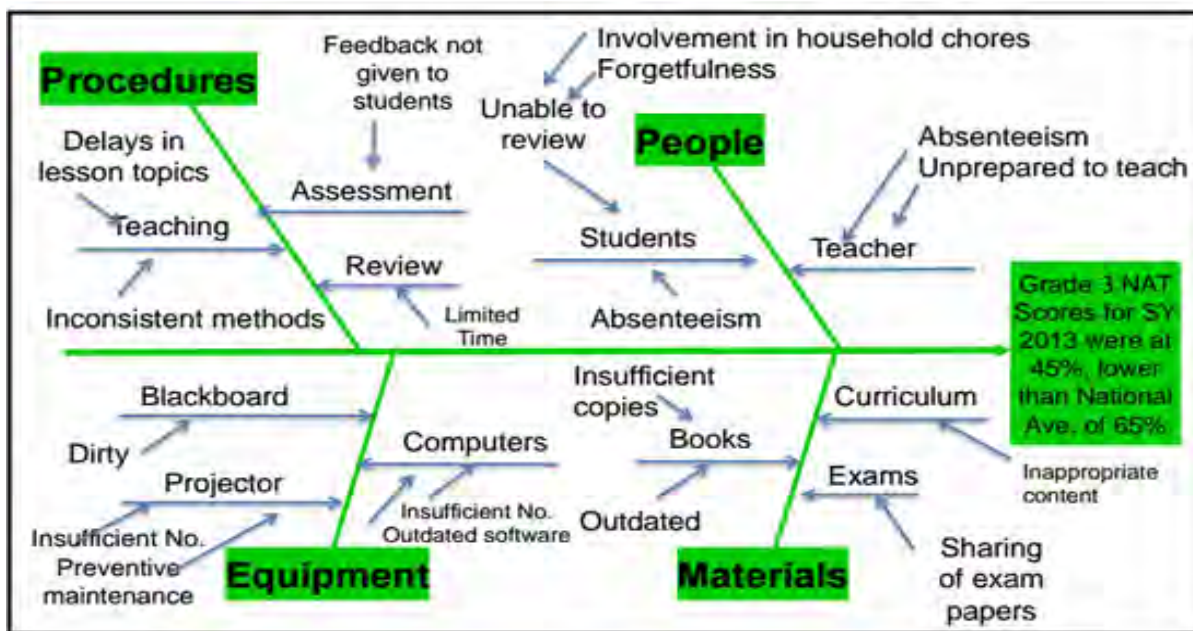 Procedures
Feedback not
given to
students
Involvement in household chores
Forgetfulness
Unable to
review
People
Absenteeism
Unprepared to teach
Delays in
lesson topics
Assessment
Teaching
Review
Students
Teacher
Inconsistent methods
Limited
Time
Absenteeism
Grade 3 NAT
Scores for SY
2013 were at
45%, lower
than National
Ave. of 65%
Blackboard
Dirty
Computers
Projector
Insufficient No.
Outdated software
Insufficient No.
Preventive
maintenance
Equipment
Insufficient
copies
Books
Outdated
Curriculum
Inappropriate
content
Exams
Sharing
of exam
papers
Materials